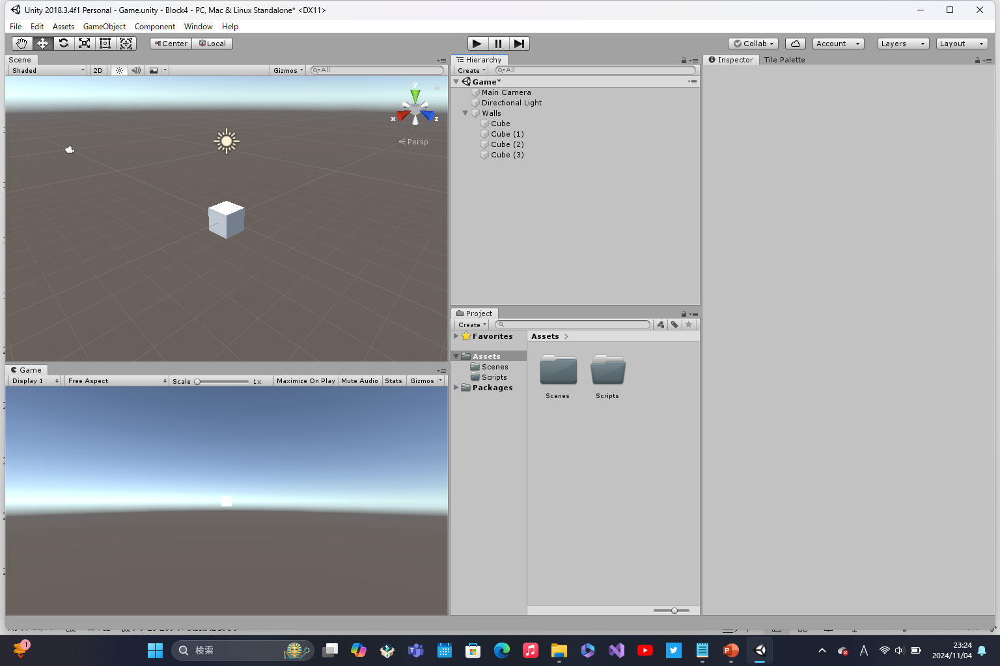 Unity 2018.3.4f1 Personal - Game.unity - Block4 - PC, Mac & Linux Standalone* <DX11>
File Edit Assets GameObject Component Window Help
Center Local
Collab Account Layers Layout
Scene
Shaded 2D Gizmos All
y
x z
Persp
Hierarchy
Create All
Game*
Main Camera
Directional Light
Walls
Cube
Cube (1)
Cube (2)
Cube (3)
Inspector Tile Palette
Project
Create
Favorites
Assets
Scenes
Scripts
Packages
Assets
Scenes Scripts
Game
Display 1 Free Aspect Scale 1x Maximize On Play Mute Audio Stats Gizmos
1
検索
A
23:24
2024/11/04